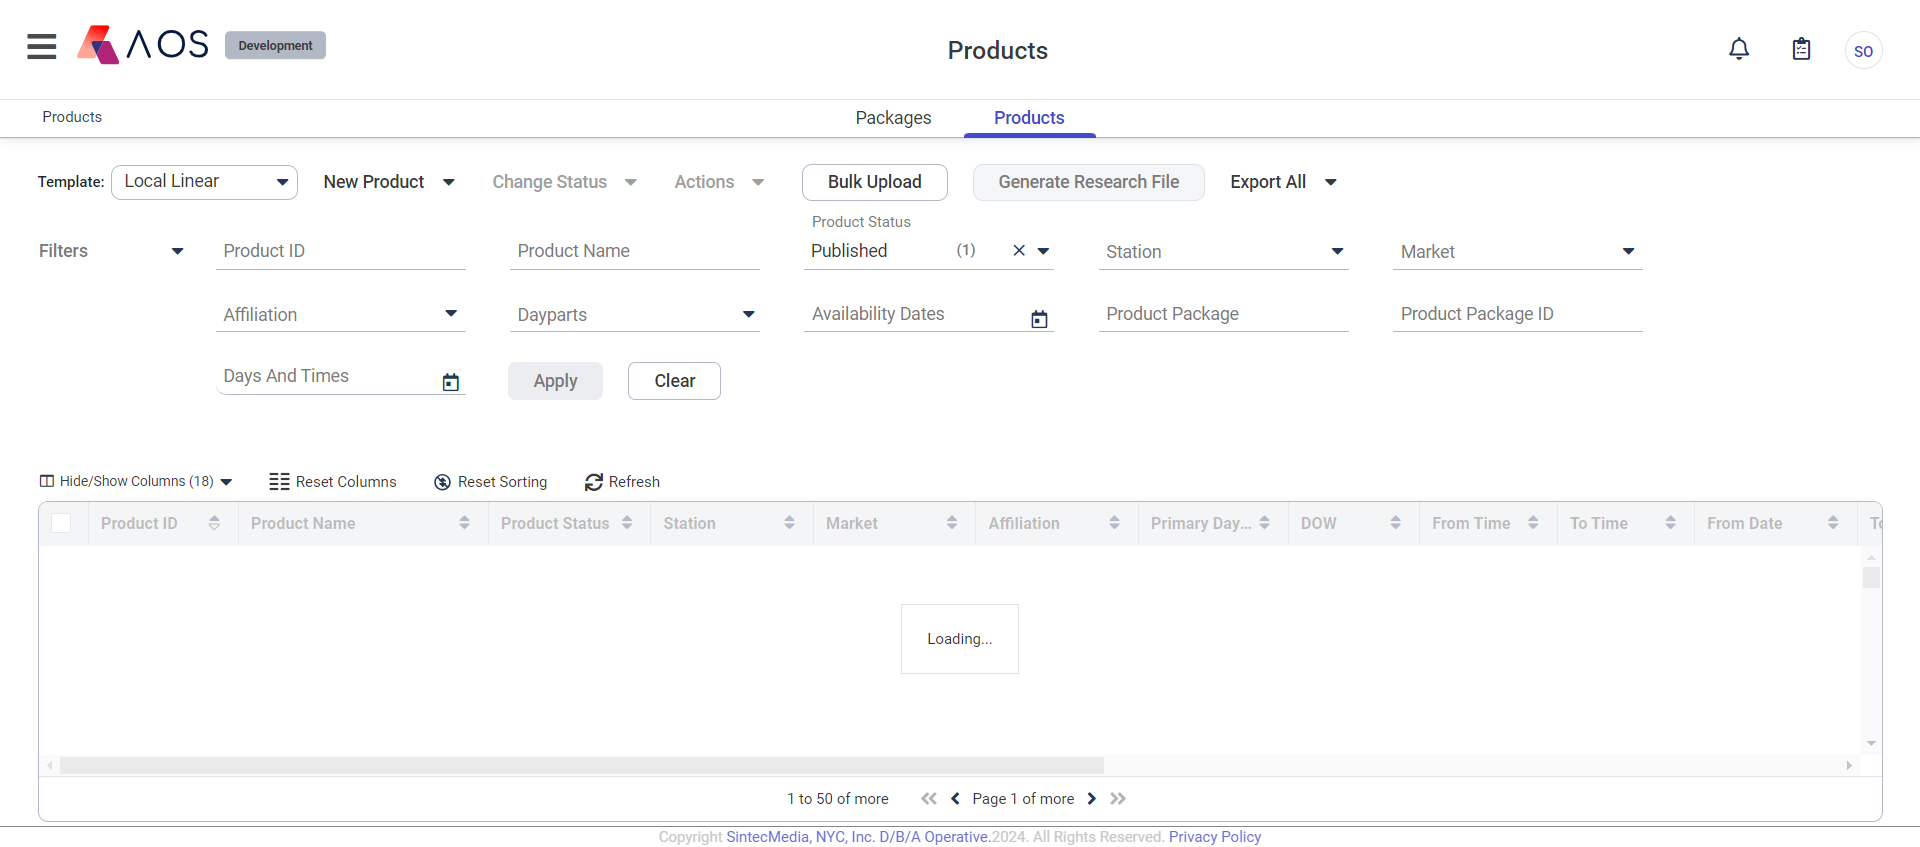 AOS
Development
Products
SO
Products
Packages
Products
Template:
Local Linear
New Product
Change Status
Actions
Bulk Upload
Generate Research File
Export All
Filters
Product ID
Product Name
Product Status
Published
(1)
Station
Market
Affiliation
Dayparts
Availability Dates
Product Package
Product Package ID
Days And Times
Apply
Clear
Hide/Show Columns (18)
Reset Columns
Reset Sorting
Refresh
Product ID
Product Name
Product Status
Station
Market
Affiliation
Primary Day...
DOW
From Time
To Time
From Date
Loading...
1 to 50 of more
Page 1 of more
Copyright SintecMedia, NYC, Inc. D/B/A Operative.2024. All Rights Reserved. Privacy Policy